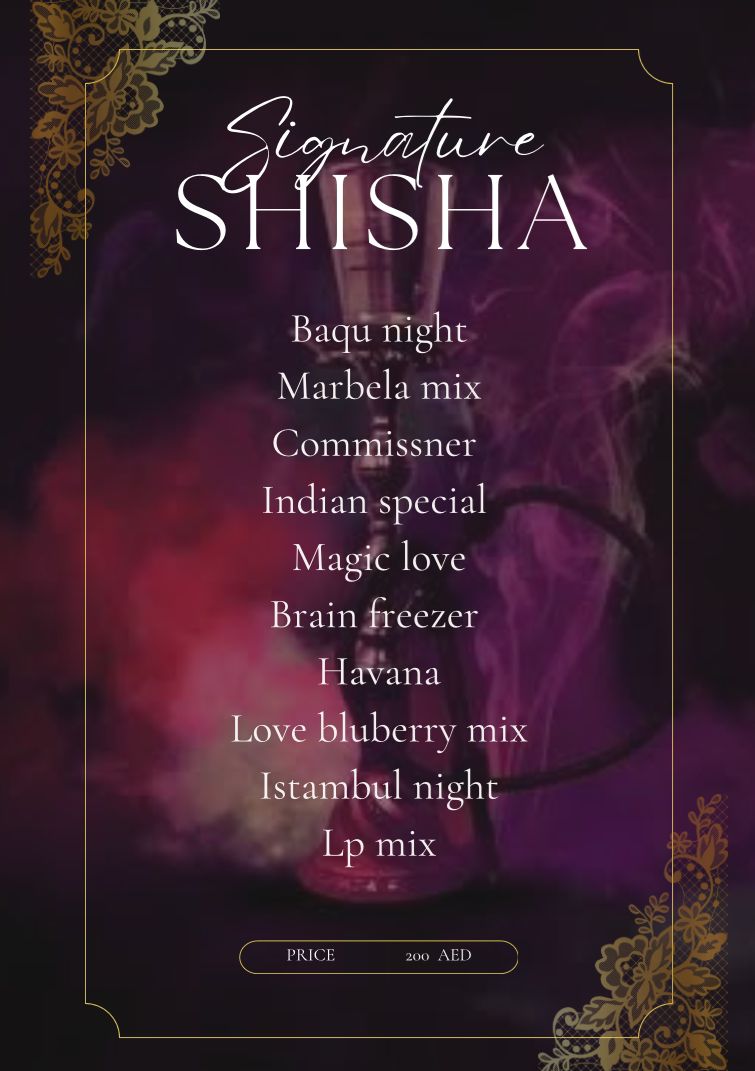 Signature
SHISHA
Baqu night
Marbela mix
Commissner
Indian special
Magic love
Brain freezer
Havana
Love bluberry mix
Istambul night
Lp mix
PRICE 200 AED